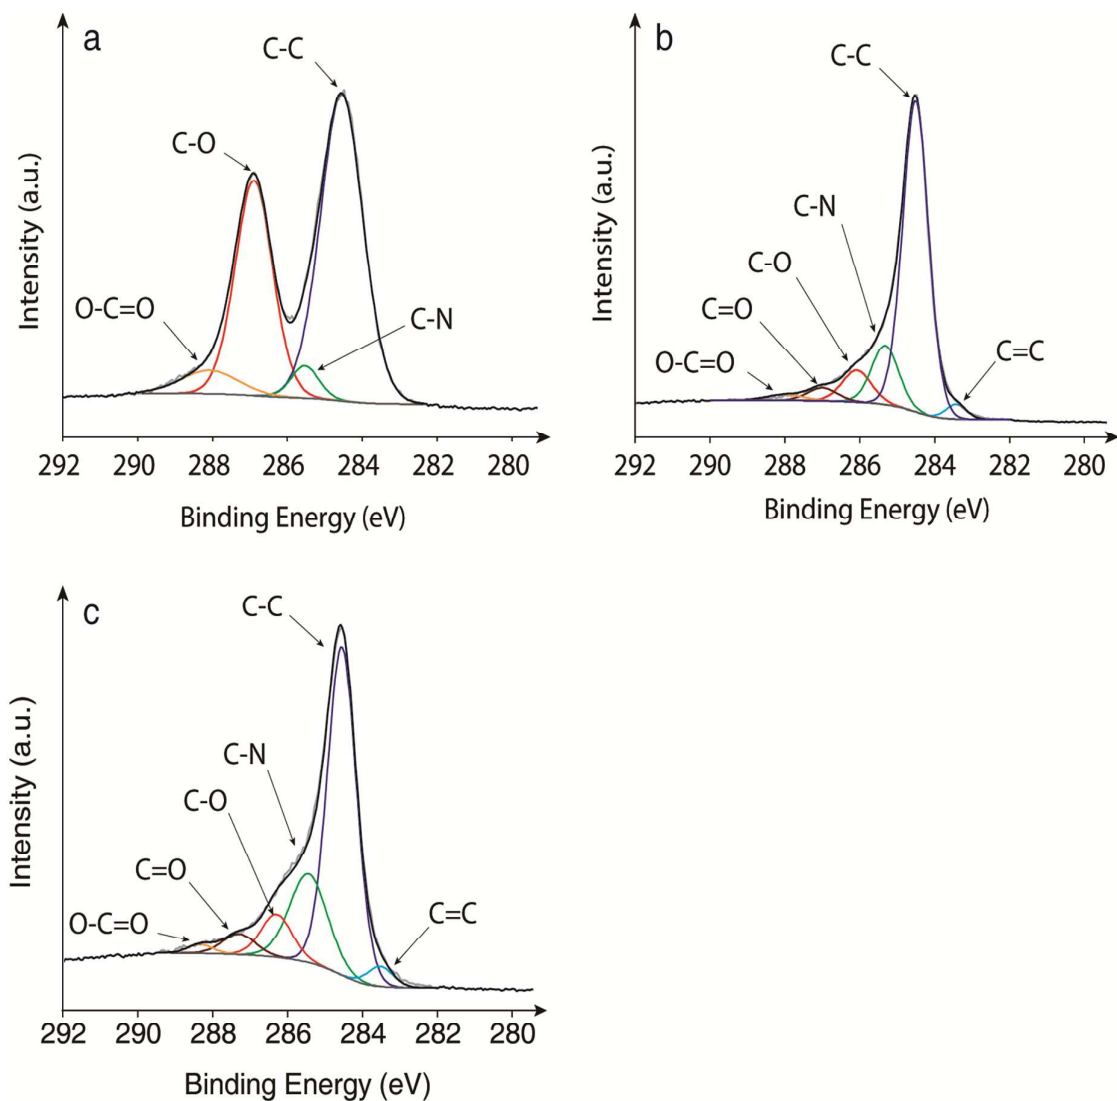 a
C-C
C-O
O-C=O
C-N
Intensity (a.u.)
292 290 288 286 284 282 280
Binding Energy (eV)
b
C-C
C-N
C-O
C=O
O-C=O
C=C
Intensity (a.u.)
292 290 288 286 284 282 280
Binding Energy (eV)
c
C-C
C-N
C-O
C=O
O-C=O
C=C
Intensity (a.u.)
292 290 288 286 284 282 280
Binding Energy (eV)